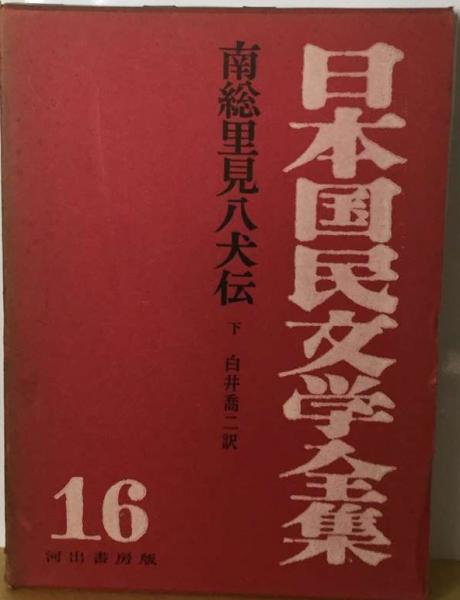 日本国民文学全集
南総里見八犬伝 下 白井喬二訳
16
河出書房版